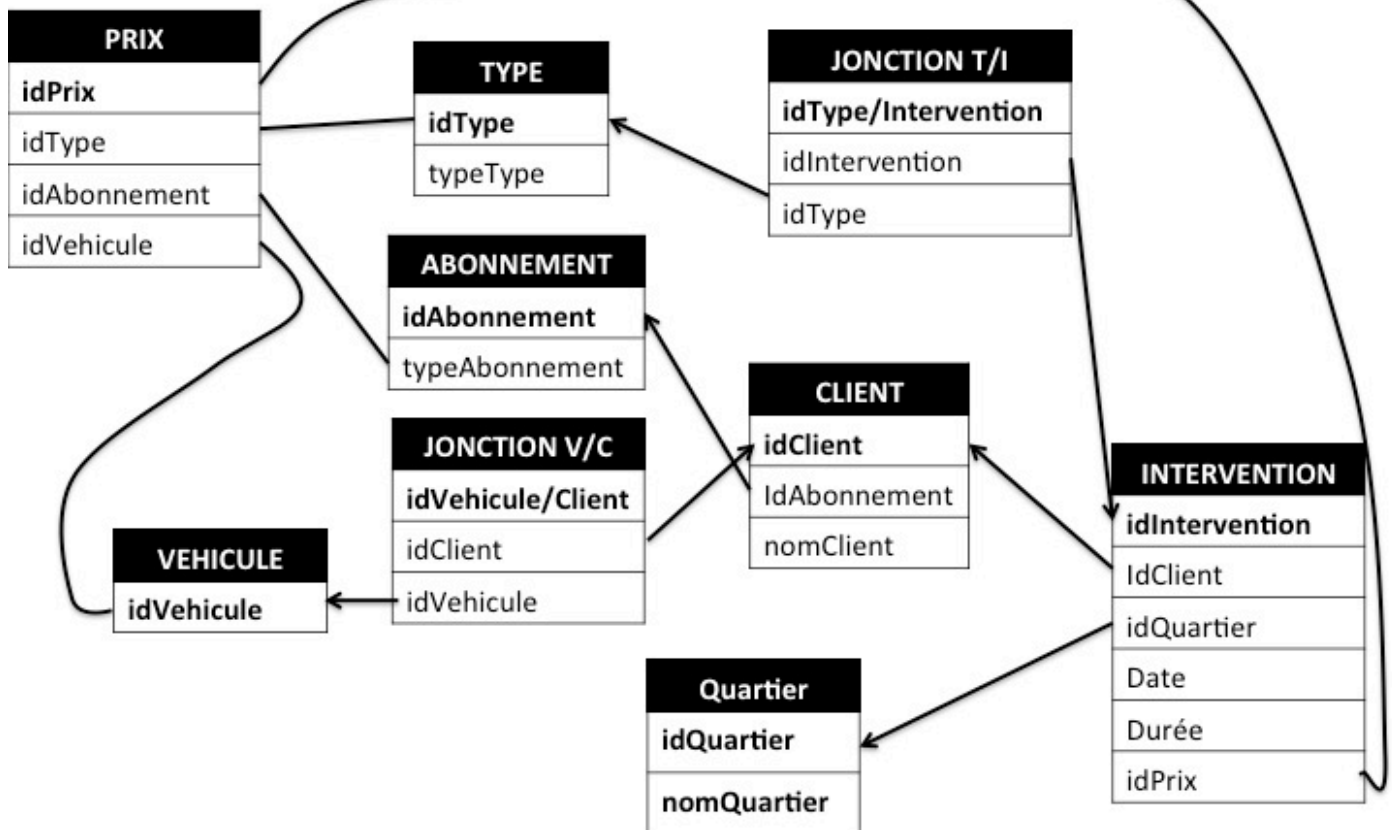 PRIX
idPrix
idType
idAbonnement
idVehicule
TYPE
idType
typeType
JONCTION T/I
idType/Intervention
idIntervention
idType
ABONNEMENT
idAbonnement
typeAbonnement
JONCTION V/C
idVehicule/Client
idClient
idVehicule
CLIENT
idClient
IdAbonnement
nomClient
VEHICULE
idVehicule
INTERVENTION
idIntervention
IdClient
idQuartier
Date
Durée
idPrix
Quartier
idQuartier
nomQuartier